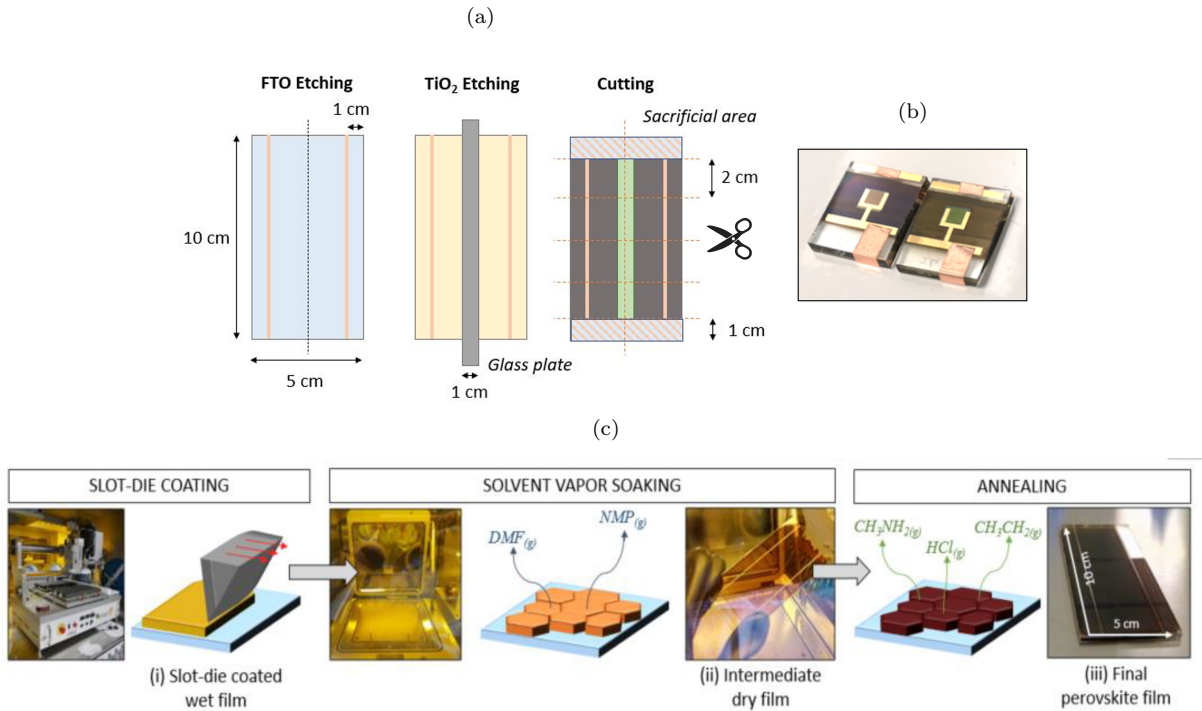 (a)
FTO Etching
TiO₂ Etching
Cutting
1 cm
Sacrificial area
(b)
2 cm
10 cm
1 cm
Glass plate
5 cm
1 cm
(c)
SLOT-DIE COATING
SOLVENT VAPOR SOAKING
ANNEALING
DMF(g)
NMP(g)
CH₃NH₂(g)
HCl(g)
CH₃CH₂(g)
10 cm
5 cm
(i) Slot-die coated
wet film
(ii) Intermediate
dry film
(iii) Final
perovskite film